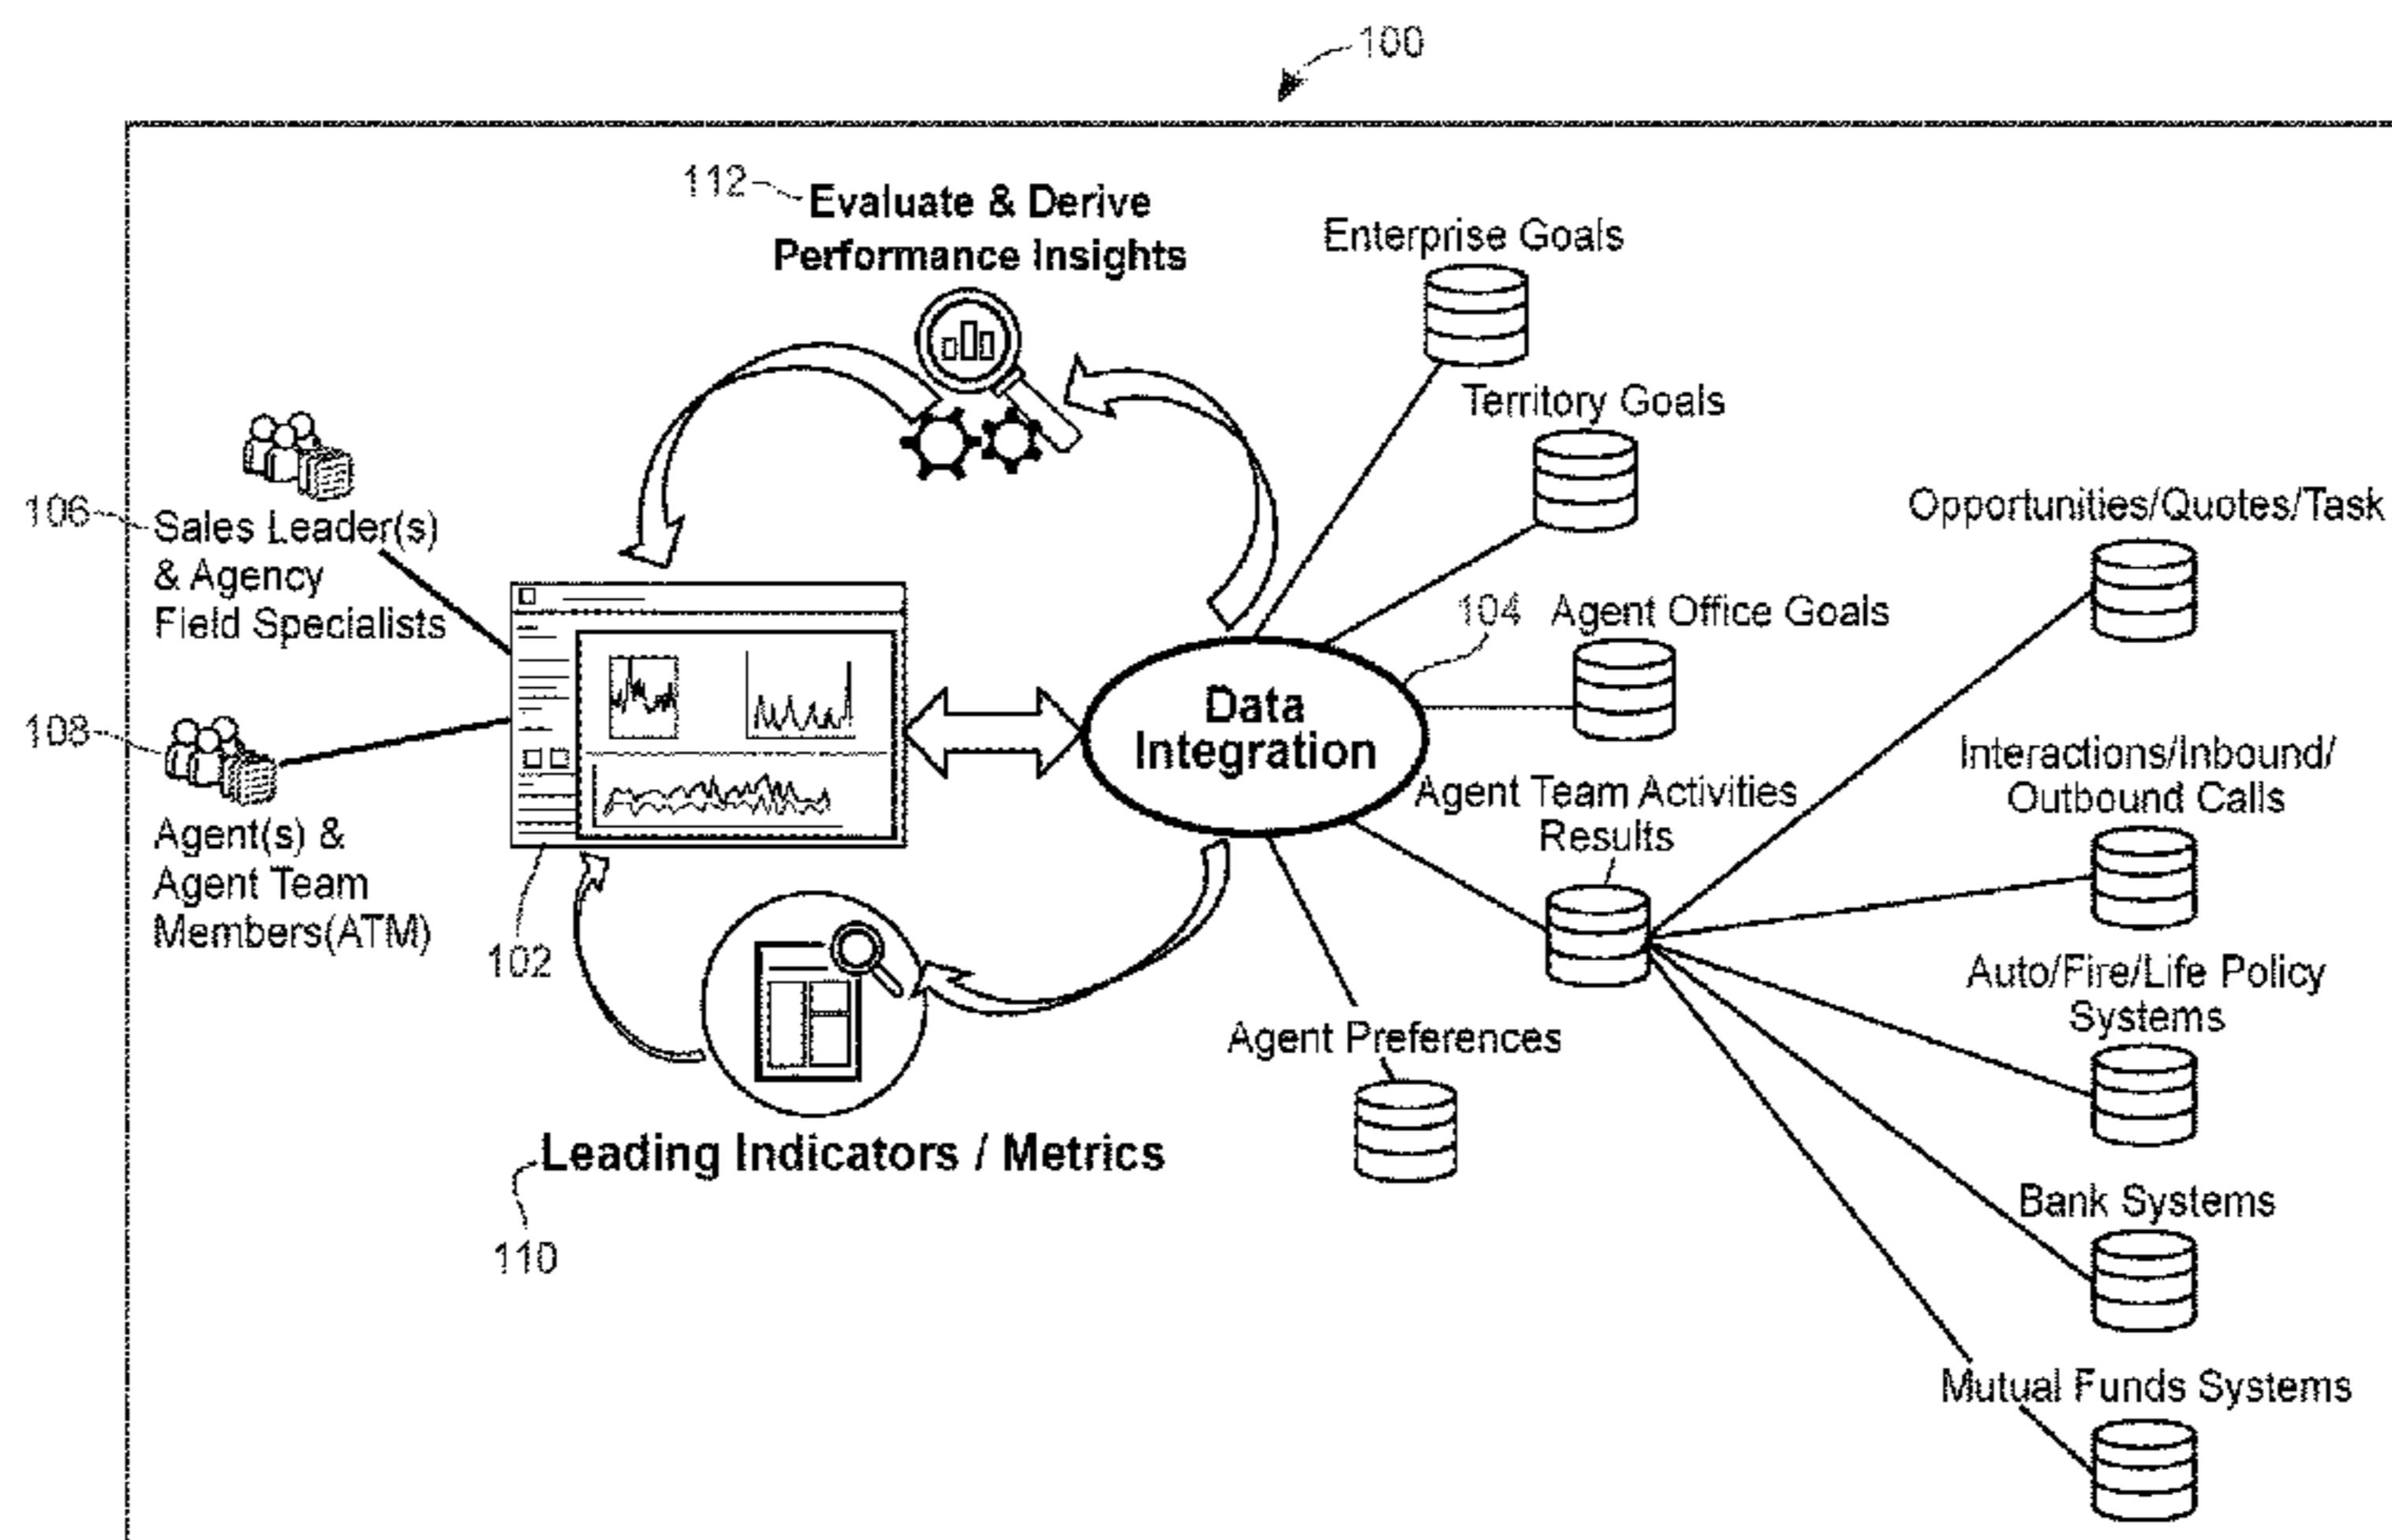 100
112
Evaluate & Derive
Performance Insights
Enterprise Goals
Territory Goals
Opportunities/Quotes/Task
106
Sales Leader(s)
& Agency
Field Specialists
104
Agent Office Goals
Data
Integration
108
Interactions/Inbound/
Outbound Calls
Agent Team Activities
Results
Agent(s) &
Agent Team
Members(ATM)
102
Auto/Fire/Life Policy
Systems
Agent Preferences
Leading Indicators / Metrics
110
Bank Systems
Mutual Funds Systems